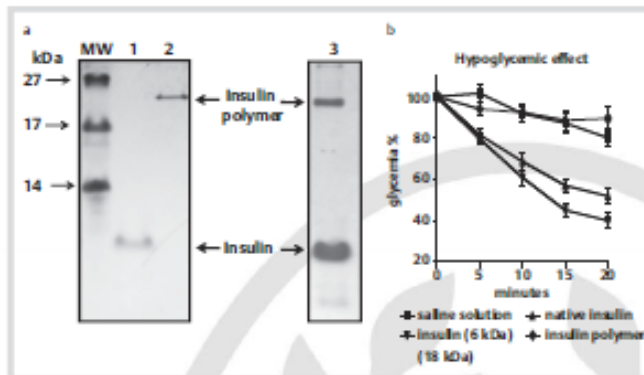 a
kDa
MW 1 2
3
27
17
14
Insulin
polymer
Insulin
b
Hypoglycemic effect
glycemia %
100
80
60
40
20
0 5 10 15 20
minutes
saline solution native insulin
insulin (6 kDa) insulin polymer
(18 kDa)